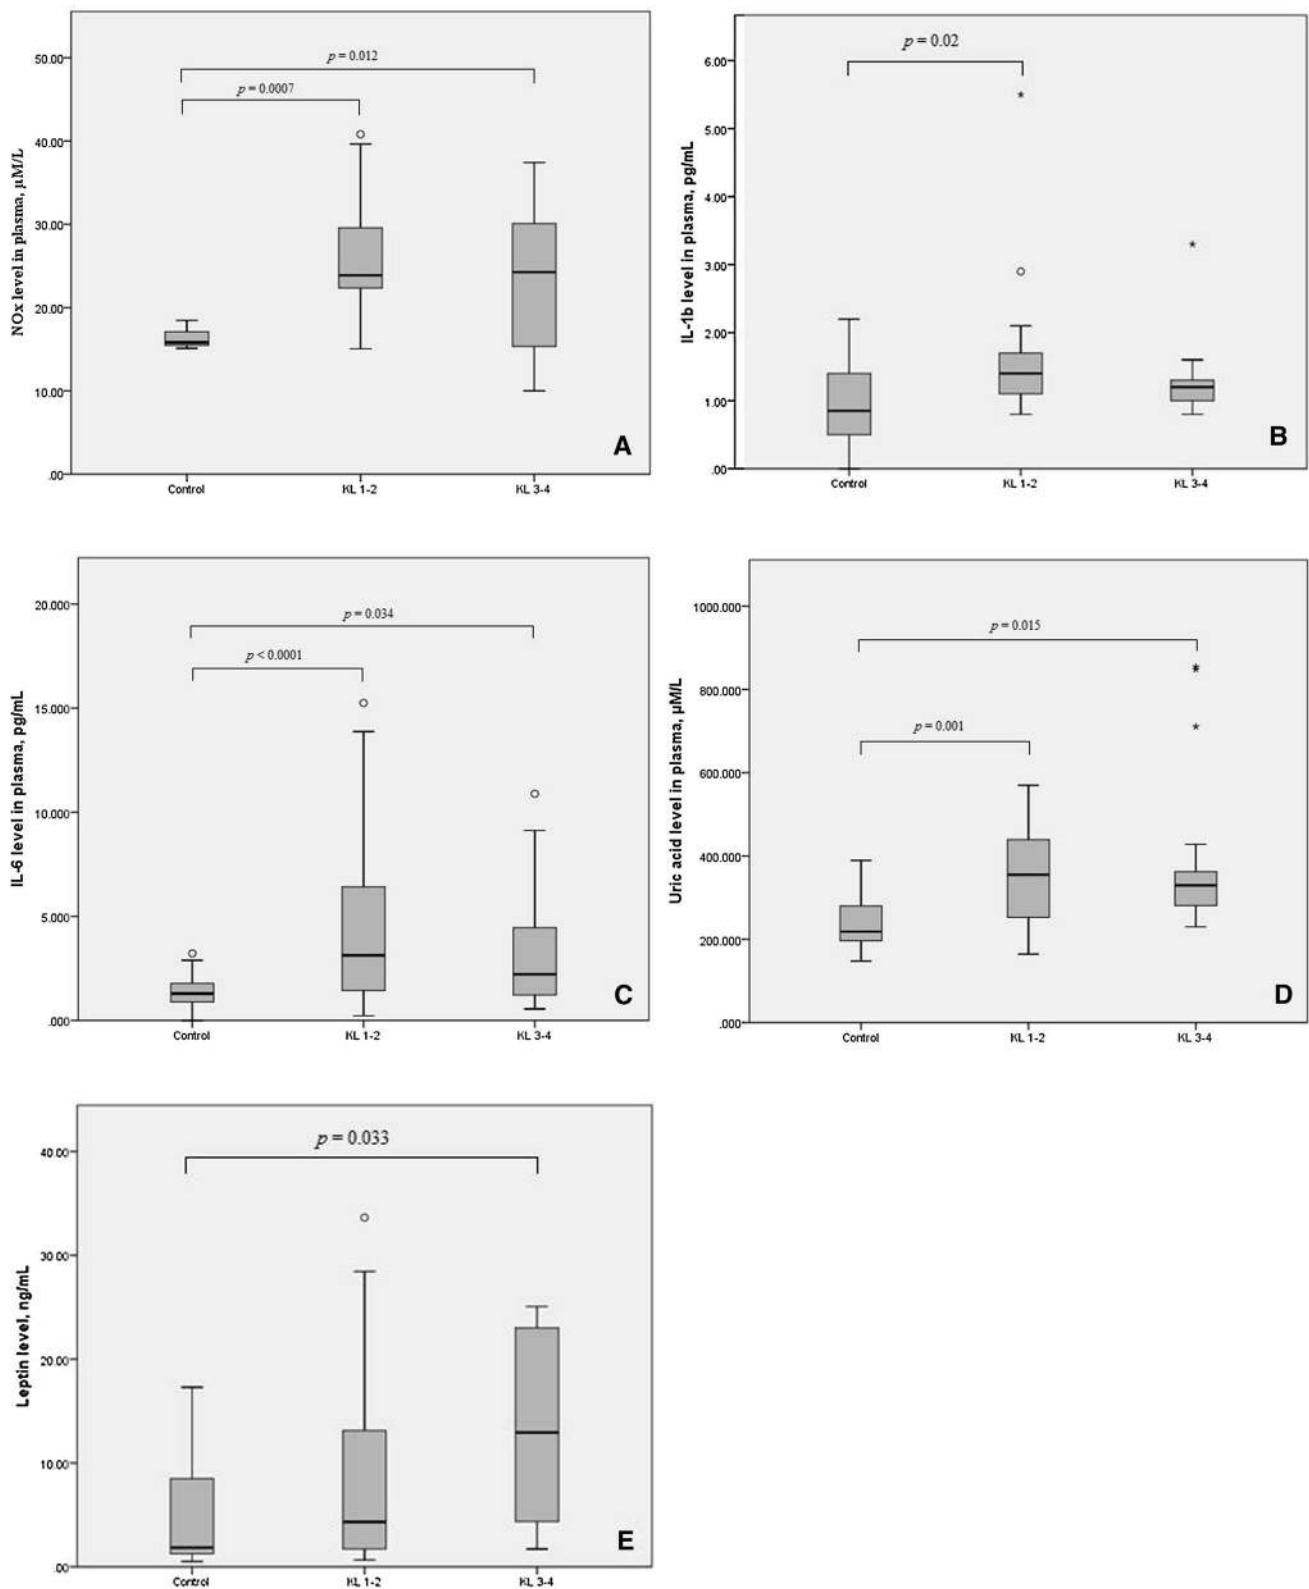 p = 0.012
p = 0.0007
50.00
40.00
30.00
20.00
10.00
.00
NOx level in plasma, µM/L
Control
KL 1-2
KL 3-4
A
p = 0.02
6.00
5.00
4.00
3.00
2.00
1.00
.00
IL-1b level in plasma, pg/mL
Control
KL 1-2
KL 3-4
B
p = 0.034
p < 0.0001
20.000
15.000
10.000
5.000
.000
IL-6 level in plasma, pg/mL
Control
KL 1-2
KL 3-4
C
p = 0.015
p = 0.001
1000.000
800.000
600.000
400.000
200.000
.000
Uric acid level in plasma, µM/L
Control
KL 1-2
KL 3-4
D
p = 0.033
40.00
30.00
20.00
10.00
.00
Leptin level, ng/mL
Control
KL 1-2
KL 3-4
E